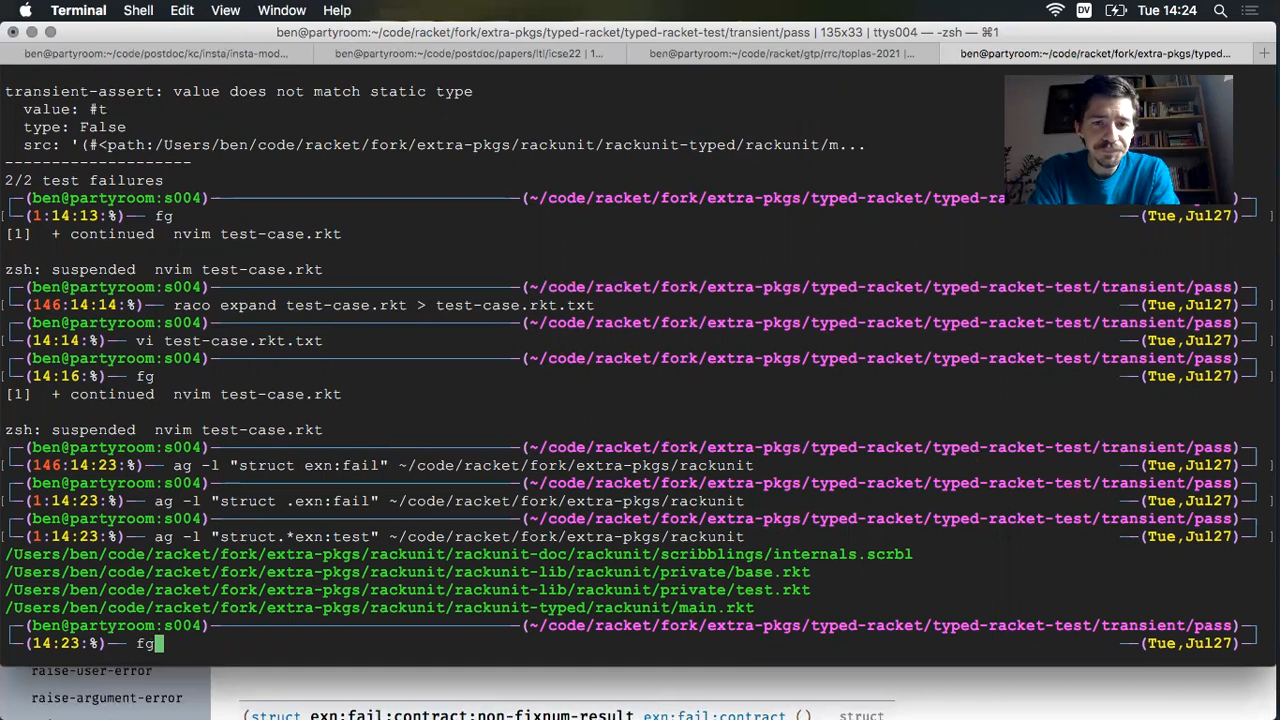 Terminal Shell Edit View Window Help DV Tue 14:24
ben@partyroom:~/code/racket/fork/extra-pkgs/typed-racket/typed-racket-test/transient/pass | 135x33 | ttys004 — -zsh — ⌘1
ben@partyroom:~/code/postdoc/kc/insta/insta-mod... ben@partyroom:~/code/postdoc/papers/ltl/icse22 | 1... ben@partyroom:~/code/racket/gtp/rrc/toplas-2021 | ... ben@partyroom:~/code/racket/fork/extra-pkgs/typed...
transient-assert: value does not match static type
value: #t
type: False
src: '(#<path:/Users/ben/code/racket/fork/extra-pkgs/rackunit/rackunit-typed/rackunit/m...
--------------------
2/2 test failures
(ben@partyroom:s004) (~/code/racket/fork/extra-pkgs/typed-racket/typed-ra
(1:14:13:%)— fg —(Tue,Jul27)
[1] + continued nvim test-case.rkt
zsh: suspended nvim test-case.rkt
(ben@partyroom:s004) (~/code/racket/fork/extra-pkgs/typed-racket/typed-racket-test/transient/pass)
(146:14:14:%)— raco expand test-case.rkt > test-case.rkt.txt —(Tue,Jul27)
(ben@partyroom:s004) (~/code/racket/fork/extra-pkgs/typed-racket/typed-racket-test/transient/pass)
(14:14:%)— vi test-case.rkt.txt —(Tue,Jul27)
(ben@partyroom:s004) (~/code/racket/fork/extra-pkgs/typed-racket/typed-racket-test/transient/pass)
(14:16:%)— fg —(Tue,Jul27)
[1] + continued nvim test-case.rkt
zsh: suspended nvim test-case.rkt
(ben@partyroom:s004) (~/code/racket/fork/extra-pkgs/typed-racket/typed-racket-test/transient/pass)
(146:14:23:%)— ag -l "struct exn:fail" ~/code/racket/fork/extra-pkgs/rackunit —(Tue,Jul27)
(ben@partyroom:s004) (~/code/racket/fork/extra-pkgs/typed-racket/typed-racket-test/transient/pass)
(1:14:23:%)— ag -l "struct .exn:fail" ~/code/racket/fork/extra-pkgs/rackunit —(Tue,Jul27)
(ben@partyroom:s004) (~/code/racket/fork/extra-pkgs/typed-racket/typed-racket-test/transient/pass)
(1:14:23:%)— ag -l "struct.*exn:test" ~/code/racket/fork/extra-pkgs/rackunit —(Tue,Jul27)
/Users/ben/code/racket/fork/extra-pkgs/rackunit/rackunit-doc/rackunit/scribblings/internals.scrbl
/Users/ben/code/racket/fork/extra-pkgs/rackunit/rackunit-lib/rackunit/private/base.rkt
/Users/ben/code/racket/fork/extra-pkgs/rackunit/rackunit-lib/rackunit/private/test.rkt
/Users/ben/code/racket/fork/extra-pkgs/rackunit/rackunit-typed/rackunit/main.rkt
(ben@partyroom:s004) (~/code/racket/fork/extra-pkgs/typed-racket/typed-racket-test/transient/pass)
(14:23:%)— fg —(Tue,Jul27)
raise-user-error
raise-argument-error
(struct exn:fail:contract:non-fixnum-result exn:fail:contract () struct